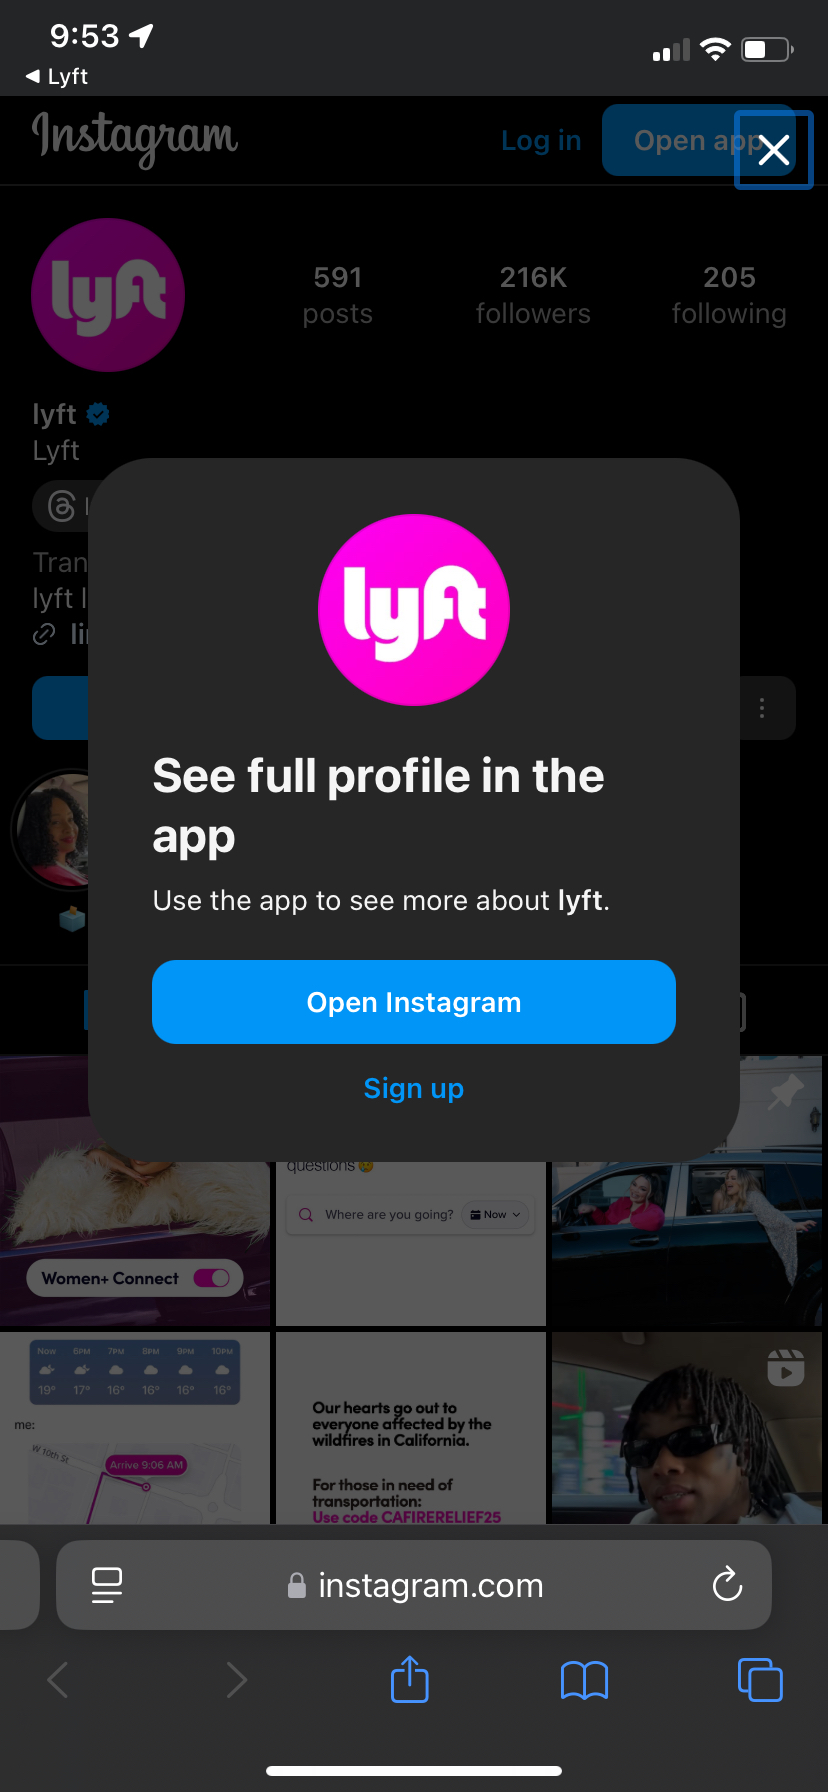 9:53
Lyft
Instagram
Log in
Open app
lyft
591
posts
216K
followers
205
following
lyft
Lyft
Tran
lyft l
li
lyft
See full profile in the
app
Use the app to see more about lyft.
Open Instagram
Sign up
questions
Where are you going?
Now
Women+ Connect
Now 6PM 7PM 8PM 9PM 10PM
19° 17° 16° 16° 16° 16°
me:
W 10th St
Arrive 9:06 AM
Our hearts go out to
everyone affected by the
wildfires in California.
For those in need of
transportation:
Use code CAFIRERELIEF25
instagram.com